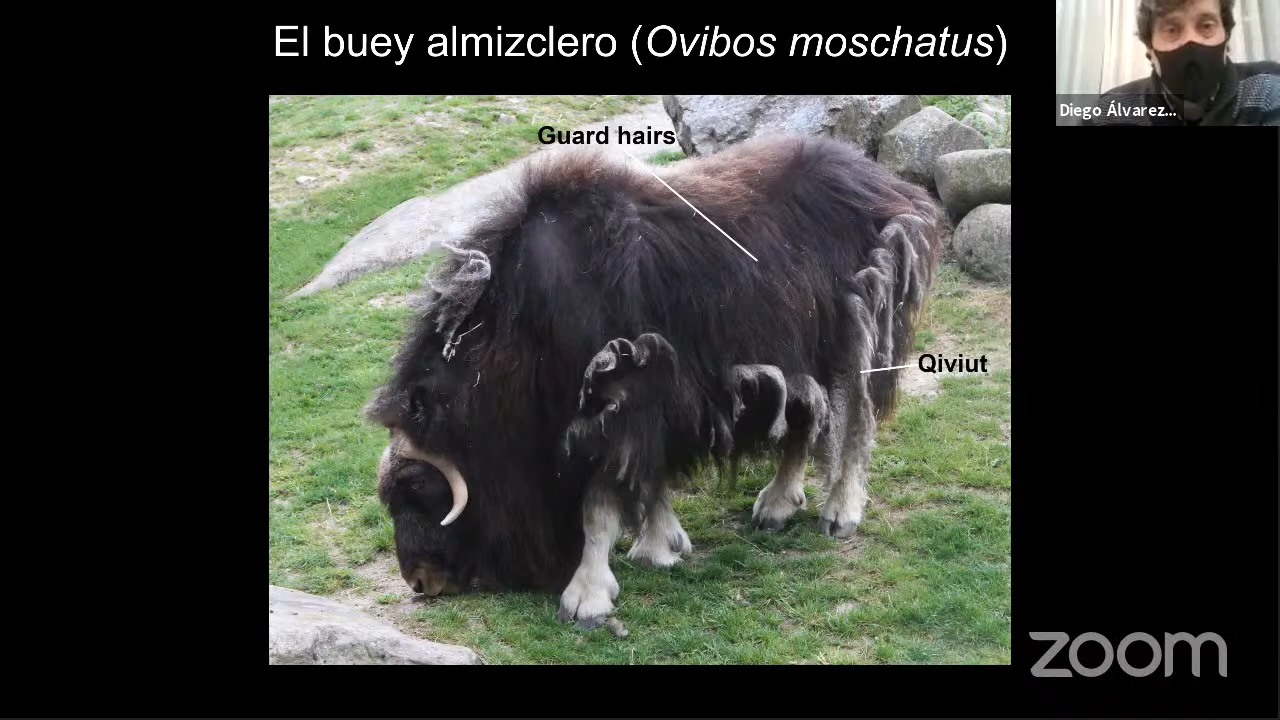 El buey almizclero (Ovibos moschatus)
Diego Álvarez...
Guard hairs
Qiviut
zoom